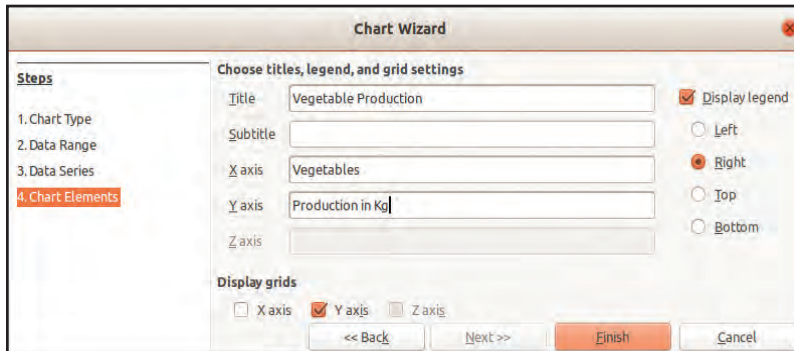 Chart Wizard
Steps
1. Chart Type
2. Data Range
3. Data Series
4. Chart Elements
Choose titles, legend, and grid settings
Title Vegetable Production
Subtitle
X axis Vegetables
Y axis Production in Kg
Z axis
Display legend
Left
Right
Top
Bottom
Display grids
X axis Y axis Z axis
<< Back Next >> Finish Cancel